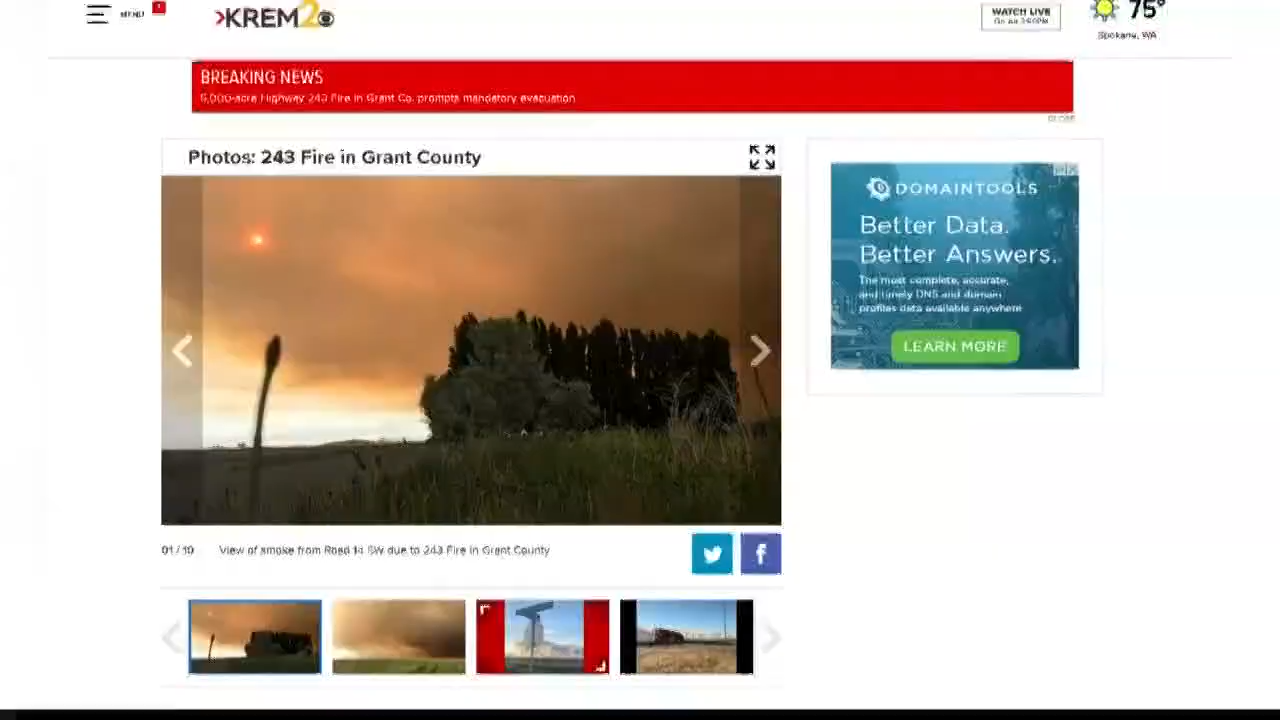 MENU
1
KREM2
WATCH LIVE
75°
Spokane, WA
BREAKING NEWS
6,000-acre Highway 243 Fire in Grant Co. prompts mandatory evacuation
CLOSE
Photos: 243 Fire in Grant County
DOMAINTOOLS
Better Data.
Better Answers.
The most complete, accurate,
and timely DNS and domain
profiles data available anywhere
LEARN MORE
01 / 10
View of smoke from Road 14 SW due to 243 Fire in Grant County